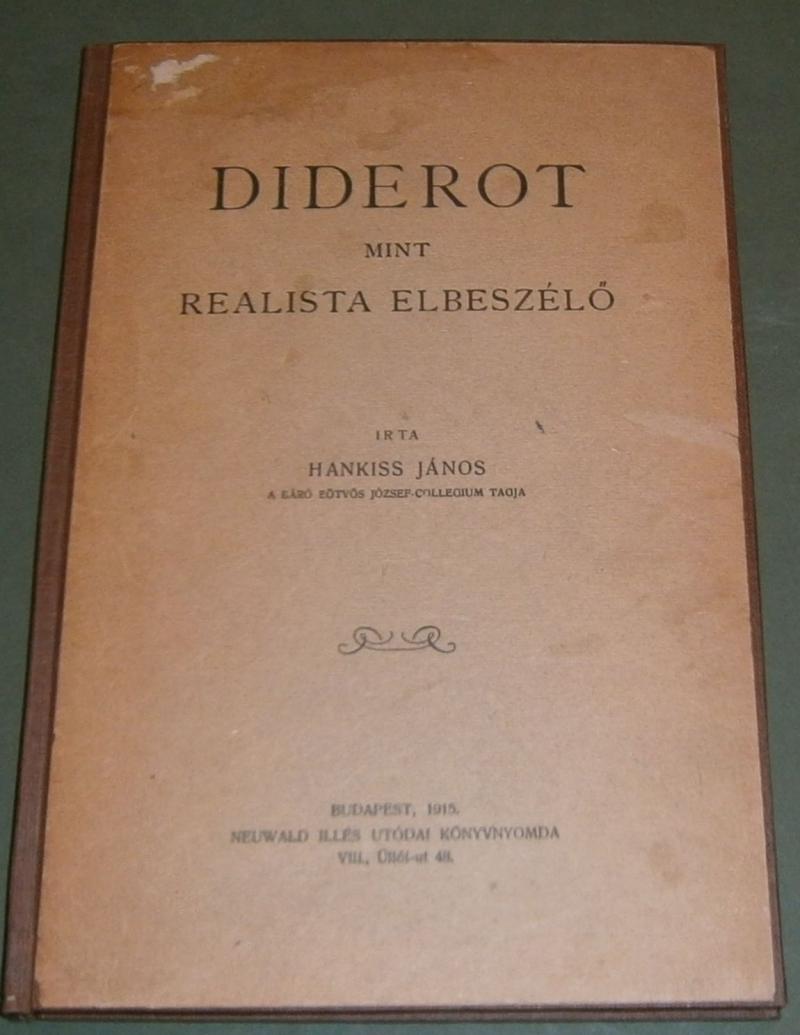 DIDEROT
MINT
REALISTA ELBESZÉLŐ
IRTA
HANKISS JÁNOS
A BÁRÓ EÖTVÖS JÓZSEF-COLLEGIUM TAGJA
BUDAPEST, 1915.
NEUWALD ILLÉS UTÓDAI KÖNYVNYOMDA
VIII., Üllői-ut 48.